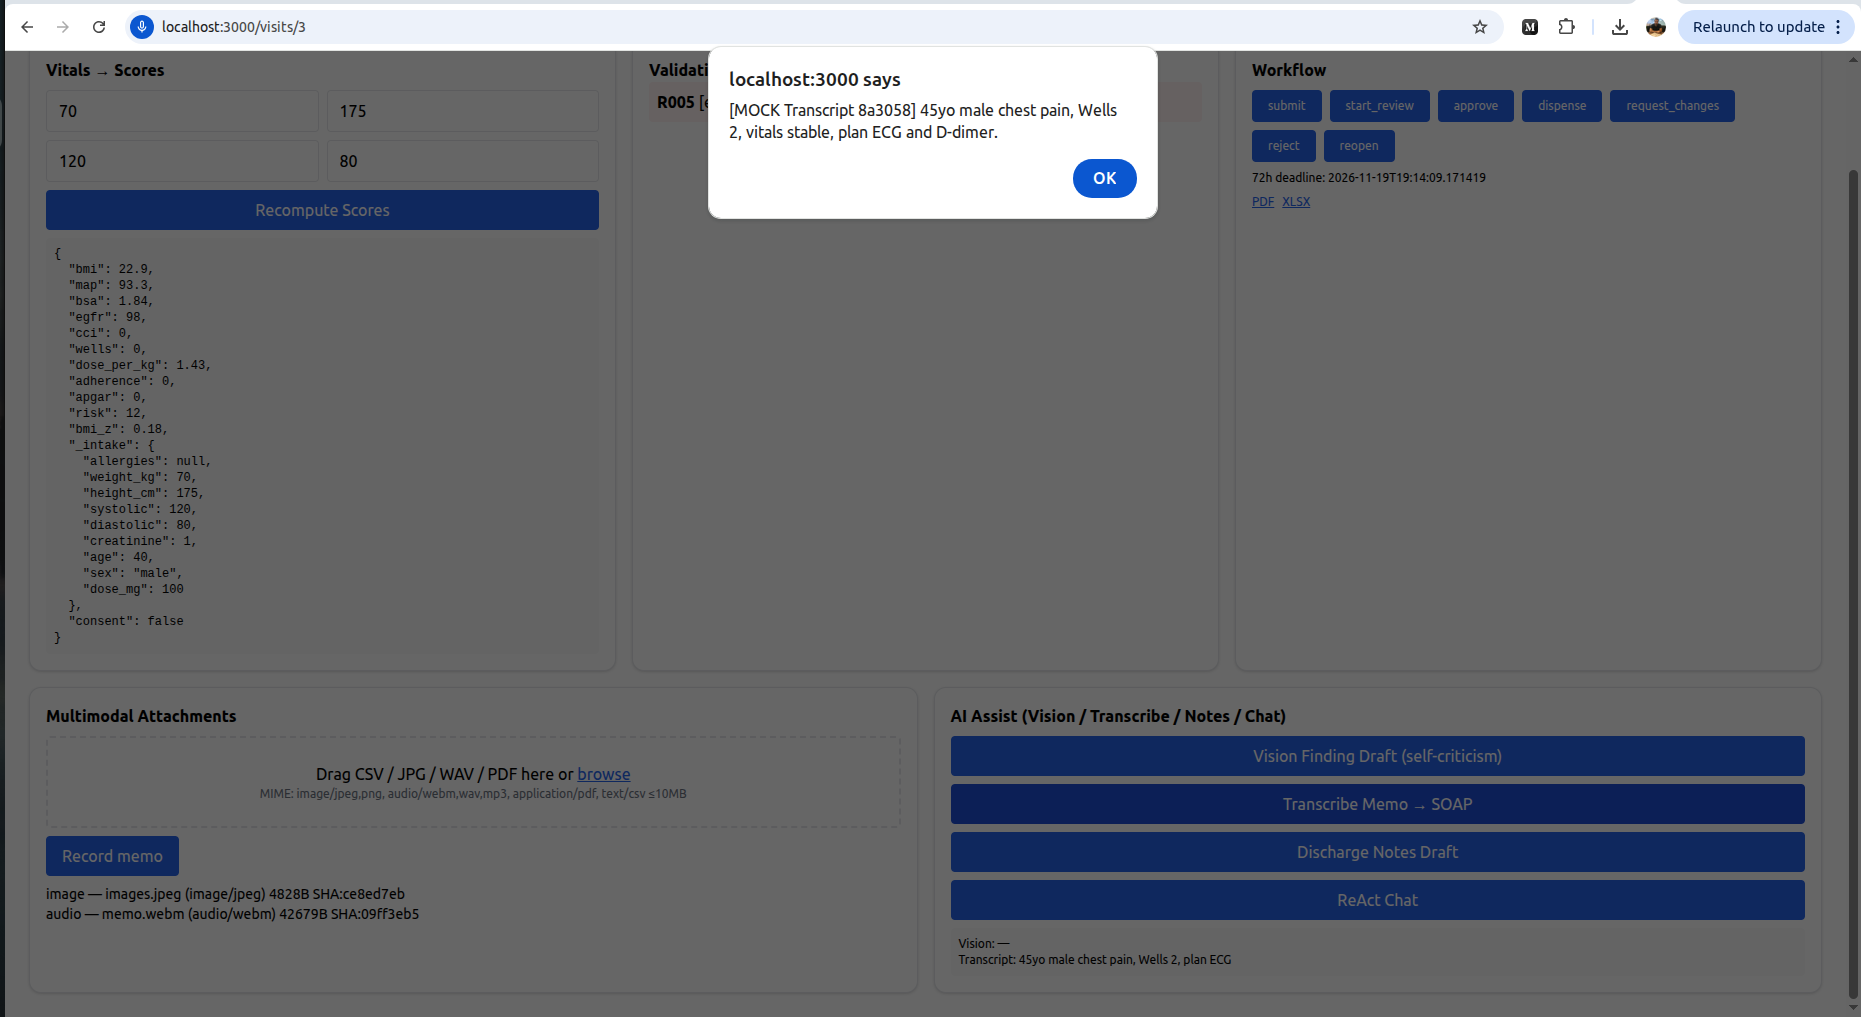 localhost:3000/visits/3
Relaunch to update
localhost:3000 says
[MOCK Transcript 8a3058] 45yo male chest pain, Wells
2, vitals stable, plan ECG and D-dimer.
OK
Vitals → Scores
70
175
120
80
Recompute Scores
{
"bmi": 22.9,
"map": 93.3,
"bsa": 1.84,
"egfr": 98,
"cci": 0,
"wells": 0,
"dose_per_kg": 1.43,
"adherence": 0,
"apgar": 0,
"risk": 12,
"bmi_z": 0.18,
"_intake": {
"allergies": null,
"weight_kg": 70,
"height_cm": 175,
"systolic": 120,
"diastolic": 80,
"creatinine": 1,
"age": 40,
"sex": "male",
"dose_mg": 100
},
"consent": false
}
R005
Workflow
submit
start_review
approve
dispense
request_changes
reject
reopen
72h deadline: 2026-11-19T19:14:09.171419
PDF XLSX
Multimodal Attachments
Drag CSV / JPG / WAV / PDF here or browse
MIME: image/jpeg,png, audio/webm,wav,mp3, application/pdf, text/csv ≤10MB
Record memo
image — images.jpeg (image/jpeg) 4828B SHA:ce8ed7eb
audio — memo.webm (audio/webm) 42679B SHA:09ff3eb5
AI Assist (Vision / Transcribe / Notes / Chat)
Vision Finding Draft (self-criticism)
Transcribe Memo → SOAP
Discharge Notes Draft
ReAct Chat
Vision: —
Transcript: 45yo male chest pain, Wells 2, plan ECG